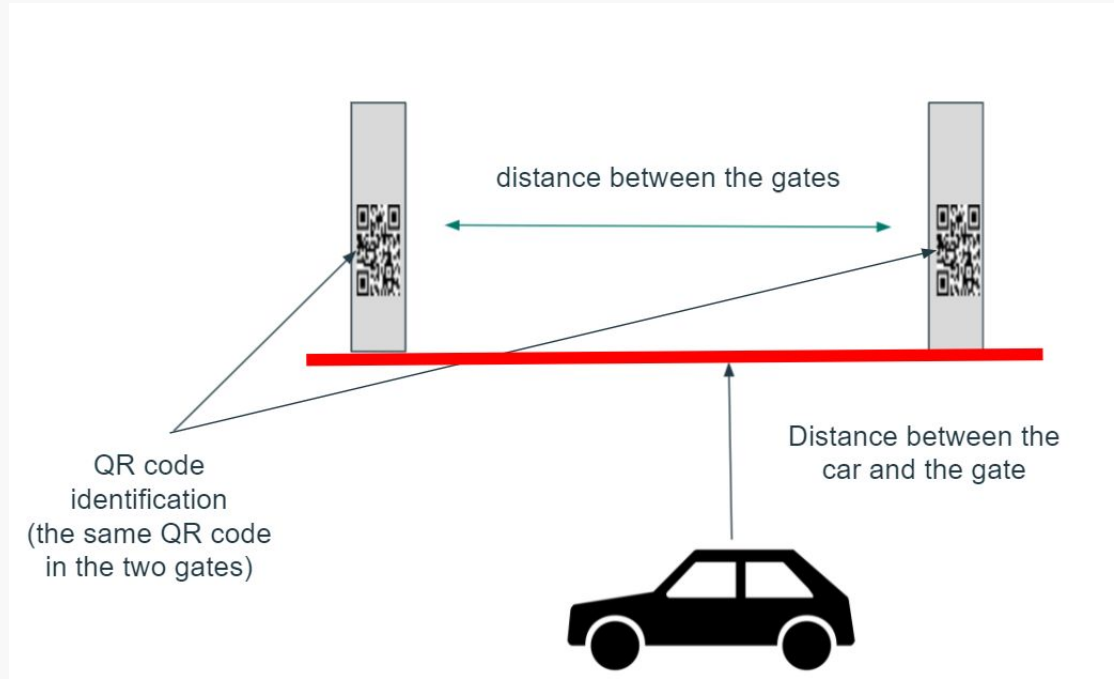 distance between the gates
Distance between the
car and the gate
QR code
identification
(the same QR code
in the two gates)